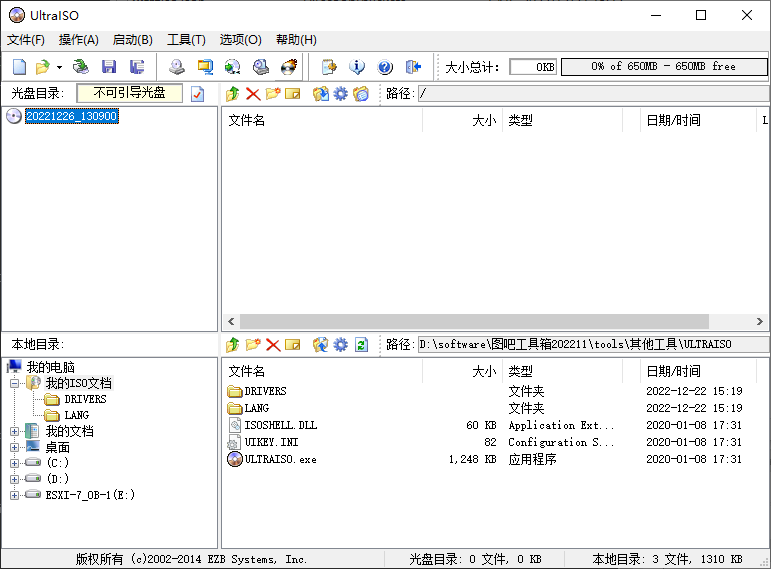 UltraISO
文件(F) 操作(A) 启动(B) 工具(T) 选项(O) 帮助(H)
大小总计: 0KB 0% of 650MB - 650MB free
光盘目录: 不可引导光盘 路径: /
20221226_130900
文件名 大小 类型 日期/时间 L
本地目录: 路径: D:\software\图吧工具箱202211\tools\其他工具\ULTRAISO
我的电脑
我的ISO文档
DRIVERS
LANG
我的文档
桌面
(C:)
(D:)
ESXI-7_OB-1(E:)
文件名 大小 类型 日期/时间
DRIVERS 文件夹 2022-12-22 15:19
LANG 文件夹 2022-12-22 15:19
ISOSHELL.DLL 60 KB Application Ext... 2020-01-08 17:31
UIKEY.INI 82 Configuration S... 2020-01-08 17:31
ULTRAISO.exe 1,248 KB 应用程序 2020-01-08 17:31
版权所有 (c)2002-2014 EZB Systems, Inc. 光盘目录: 0 文件, 0 KB 本地目录: 3 文件, 1310 KB